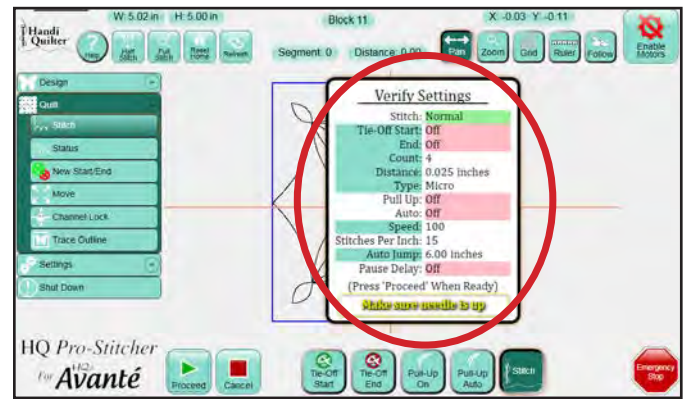 W: 5.02 in H: 5.00 in Block 11 X: -0.03 Y: -0.11
Handi
Quilter
Help
Half
Stitch
Full
Stitch
Reset
Home
Refresh
Segment: 0 Distance: 0.00
Pan
Zoom
Grid
Ruler
Follow
Enable
Motors
Design
Quilt
Stitch
Status
New Start/End
Move
Channel Lock
Trace Outline
Settings
Shut Down
Verify Settings
Stitch: Normal
Tie-Off Start: Off
End: Off
Count: 4
Distance: 0.025 inches
Type: Micro
Pull Up: Off
Auto: Off
Speed: 100
Stitches Per Inch: 15
Auto Jump: 6.00 inches
Pause Delay: Off
(Press 'Proceed' When Ready)
Make sure needle is up
HQ Pro-Stitcher
for HQ Avanté
Proceed
Cancel
Tie-Off
Start
Tie-Off
End
Pull-Up
On
Pull-Up
Auto
Stitch
Emergency
Stop